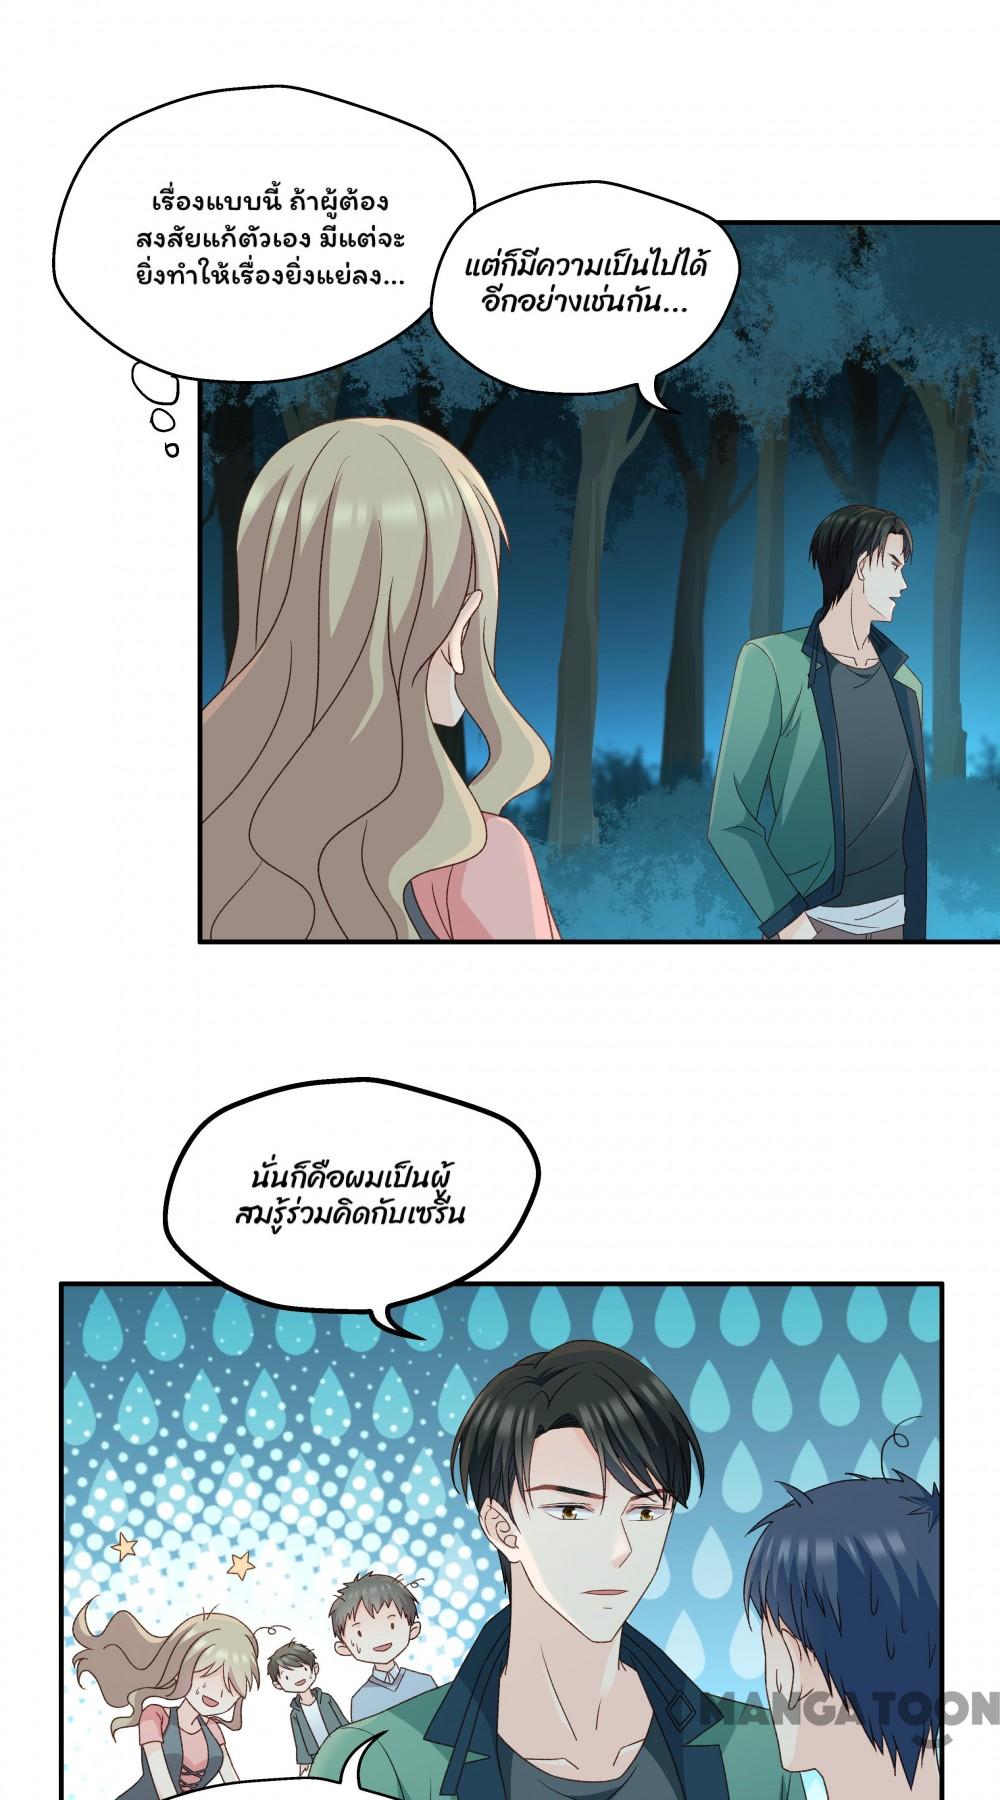 เรื่องแบบนี้ ถ้าผู้ต้อง
สงสัยแก้ตัวเอง มีแต่จะ
ยิ่งทำให้เรื่องยิ่งแย่ลง...
แต่ก็มีความเป็นไปได้
อีกอย่างเช่นกัน...
นั่นก็คือผมเป็นผู้
สมรู้ร่วมคิดกับเซรีน
MANGATOON